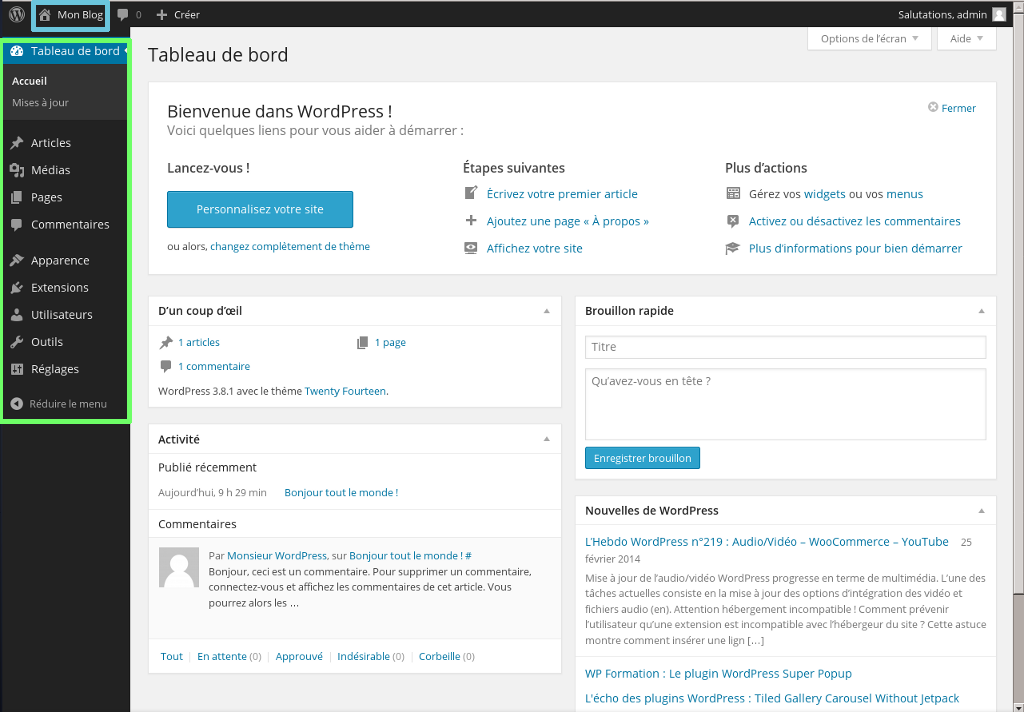 Mon Blog 0 Créer Salutations, admin
Tableau de bord
Accueil
Mises à jour
Articles
Médias
Pages
Commentaires
Apparence
Extensions
Utilisateurs
Outils
Réglages
Réduire le menu
Options de l'écran Aide
Tableau de bord
Bienvenue dans WordPress !
Voici quelques liens pour vous aider à démarrer :
Fermer
Lancez-vous !
Personnalisez votre site
ou alors, changez complètement de thème
Étapes suivantes
Écrivez votre premier article
Ajoutez une page « À propos »
Affichez votre site
Plus d'actions
Gérez vos widgets ou vos menus
Activez ou désactivez les commentaires
Plus d'informations pour bien démarrer
D'un coup d'œil
1 articles 1 page
1 commentaire
WordPress 3.8.1 avec le thème Twenty Fourteen.
Activité
Publié récemment
Aujourd'hui, 9 h 29 min Bonjour tout le monde !
Commentaires
Par Monsieur WordPress, sur Bonjour tout le monde ! #
Bonjour, ceci est un commentaire. Pour supprimer un commentaire,
connectez-vous et affichez les commentaires de cet article. Vous
pourrez alors les …
Tout | En attente (0) | Approuvé | Indésirable (0) | Corbeille (0)
Brouillon rapide
Titre
Qu'avez-vous en tête ?
Enregistrer brouillon
Nouvelles de WordPress
L'Hebdo WordPress n°219 : Audio/Vidéo – WooCommerce – YouTube 25
février 2014
Mise à jour de l'audio/vidéo WordPress progresse en terme de multimédia. L'une des
tâches actuelles consiste en la mise à jour des options d'intégration des vidéo et
fichiers audio (en). Attention hébergement incompatible ! Comment prévenir
l'utilisateur qu'une extension est incompatible avec l'hébergeur du site ? Cette astuce
montre comment insérer une lign […]
WP Formation : Le plugin WordPress Super Popup
L'écho des plugins WordPress : Tiled Gallery Carousel Without Jetpack